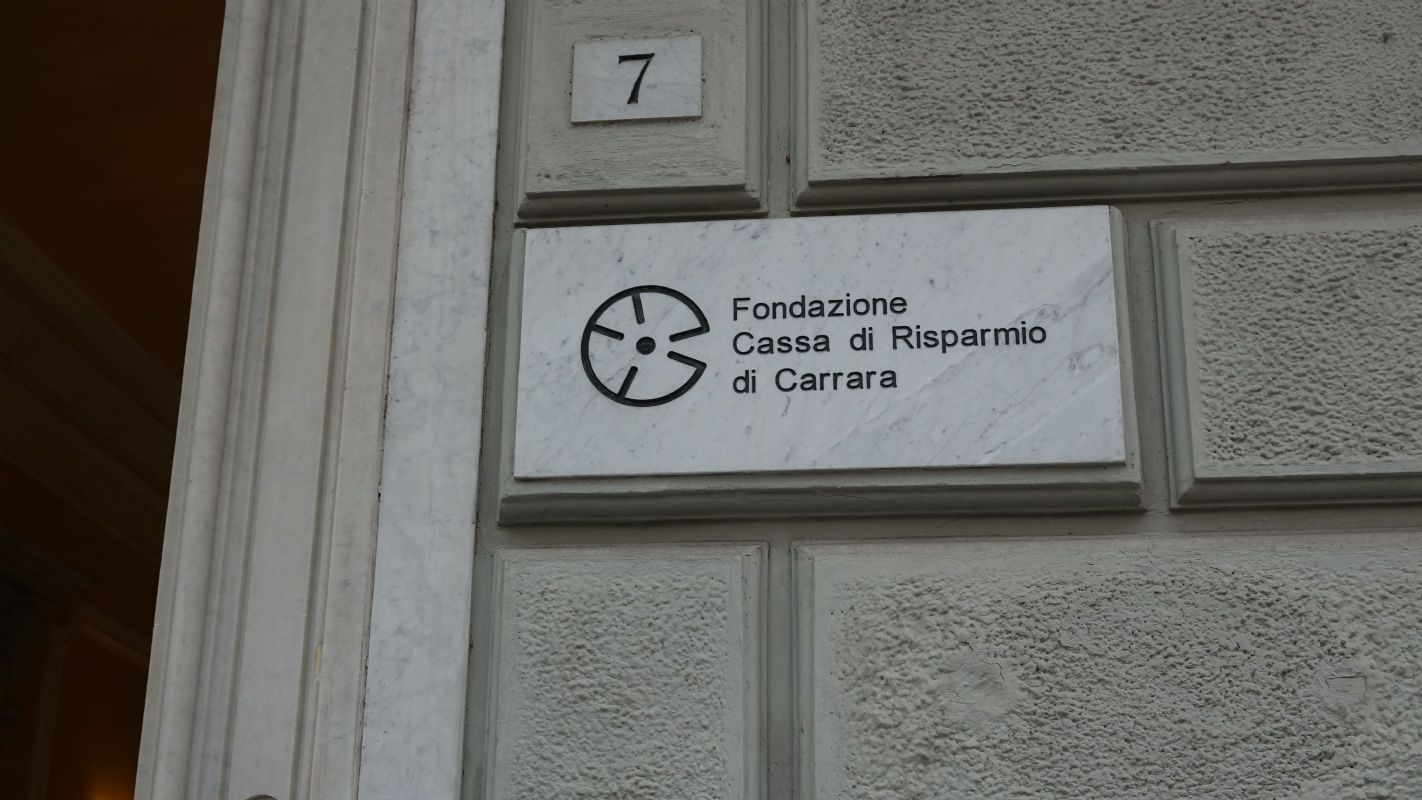 7
Fondazione
Cassa di Risparmio
di Carrara